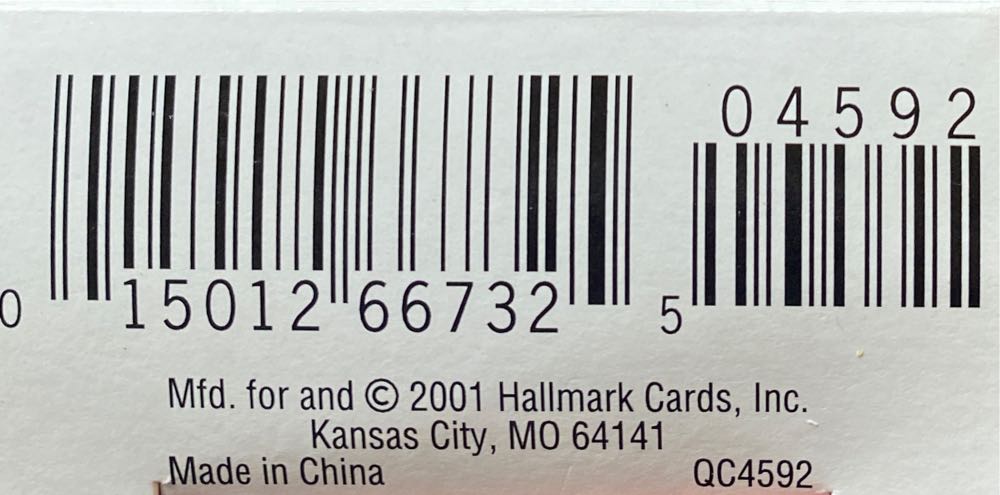 04592
0 15012 66732 5
Mfd. for and © 2001 Hallmark Cards, Inc.
Kansas City, MO 64141
Made in China QC4592